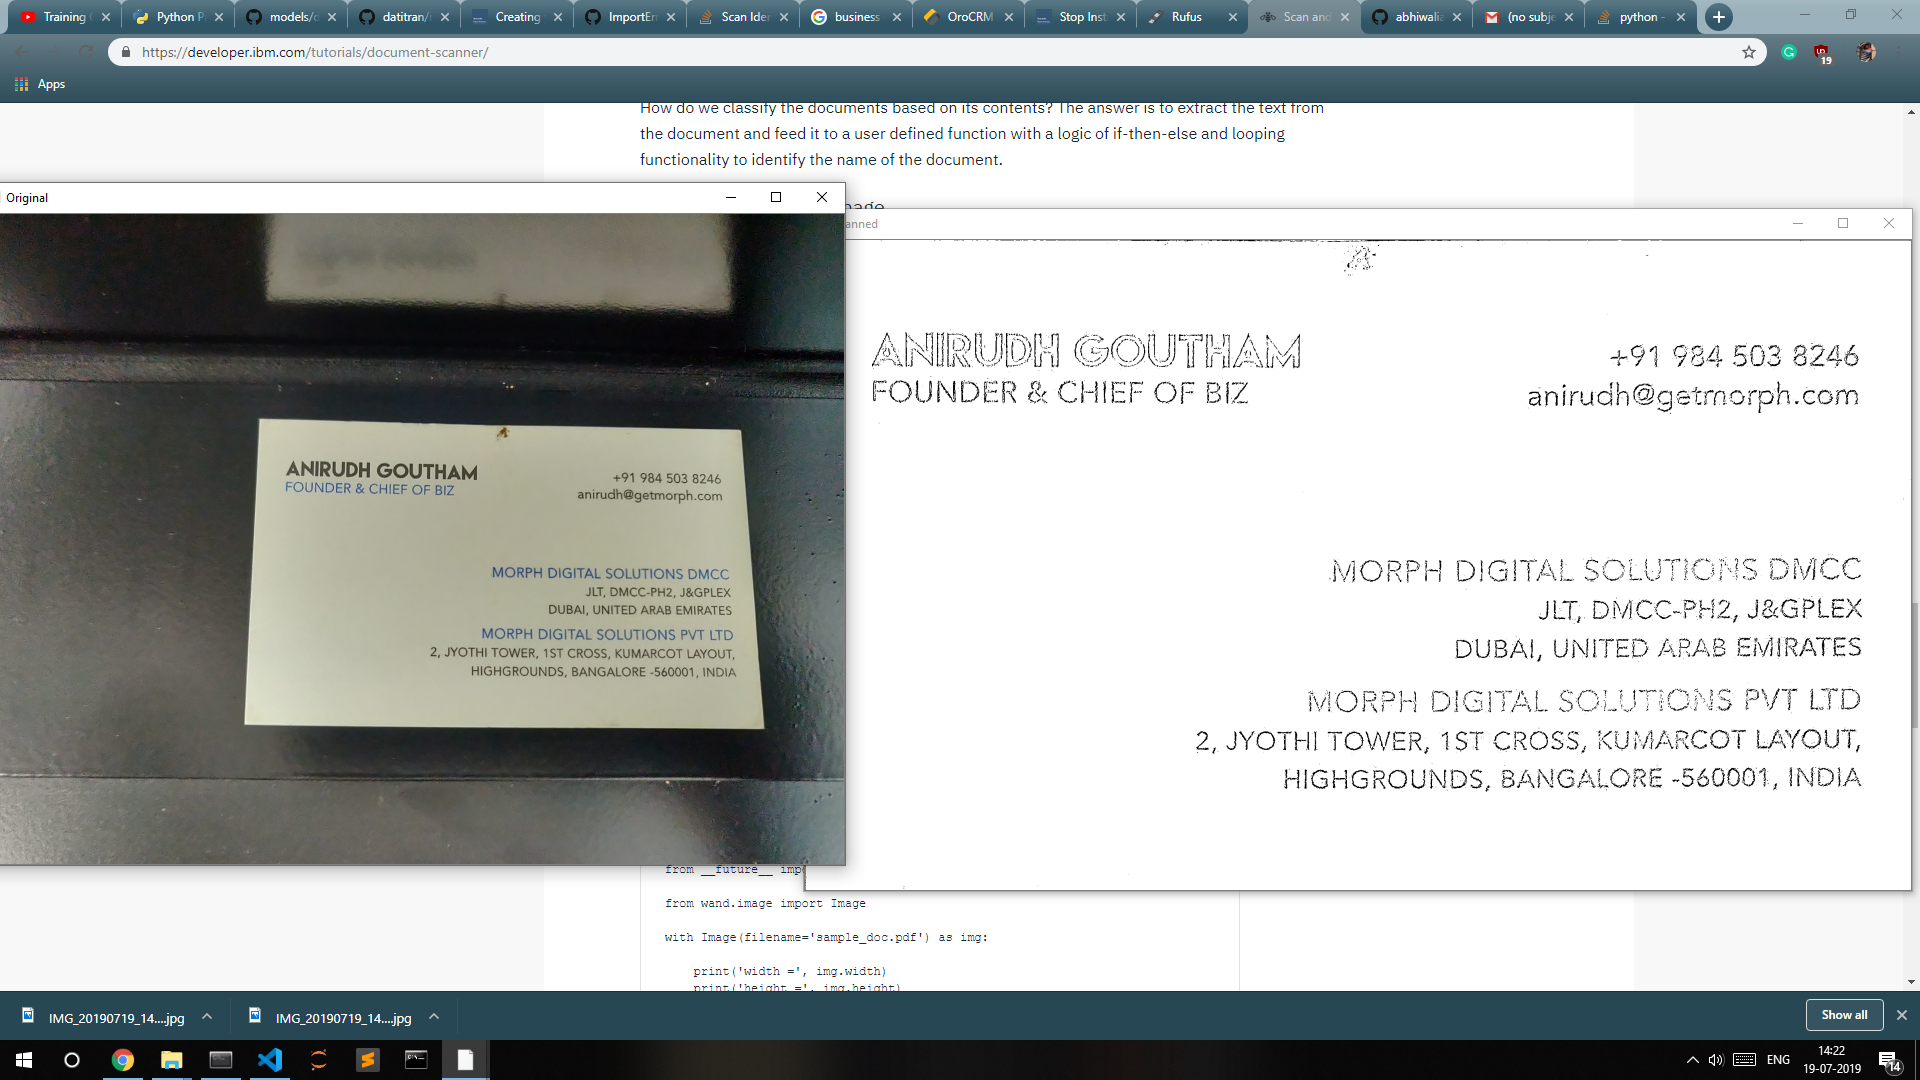 Training
Python P
models/
datitran/
Creating
ImportEr
Scan Ider
business
OroCRM
Stop Inst
Rufus
Scan and
abhiwalia
(no subje
python -
https://developer.ibm.com/tutorials/document-scanner/
19
Apps
How do we classify the documents based on its contents? The answer is to extract the text from
the document and feed it to a user defined function with a logic of if-then-else and looping
functionality to identify the name of the document.
Original
ANIRUDH GOUTHAM
FOUNDER & CHIEF OF BIZ
+91 984 503 8246
anirudh@getmorph.com
MORPH DIGITAL SOLUTIONS DMCC
JLT, DMCC-PH2, J&GPLEX
DUBAI, UNITED ARAB EMIRATES
MORPH DIGITAL SOLUTIONS PVT LTD
2, JYOTHI TOWER, 1ST CROSS, KUMARCOT LAYOUT,
HIGHGROUNDS, BANGALORE -560001, INDIA
anned
ANIRUDH GOUTHAM
FOUNDER & CHIEF OF BIZ
+91 984 503 8246
anirudh@getmorph.com
MORPH DIGITAL SOLUTIONS DMCC
JLT, DMCC-PH2, J&GPLEX
DUBAI, UNITED ARAB EMIRATES
MORPH DIGITAL SOLUTIONS PVT LTD
2, JYOTHI TOWER, 1ST CROSS, KUMARCOT LAYOUT,
HIGHGROUNDS, BANGALORE -560001, INDIA
from __future__ imp
from wand.image import Image
with Image(filename='sample_doc.pdf') as img:
print('width =', img.width)
print('height =', img.height)
IMG_20190719_14....jpg
IMG_20190719_14....jpg
Show all
ENG
14:22
19-07-2019
14